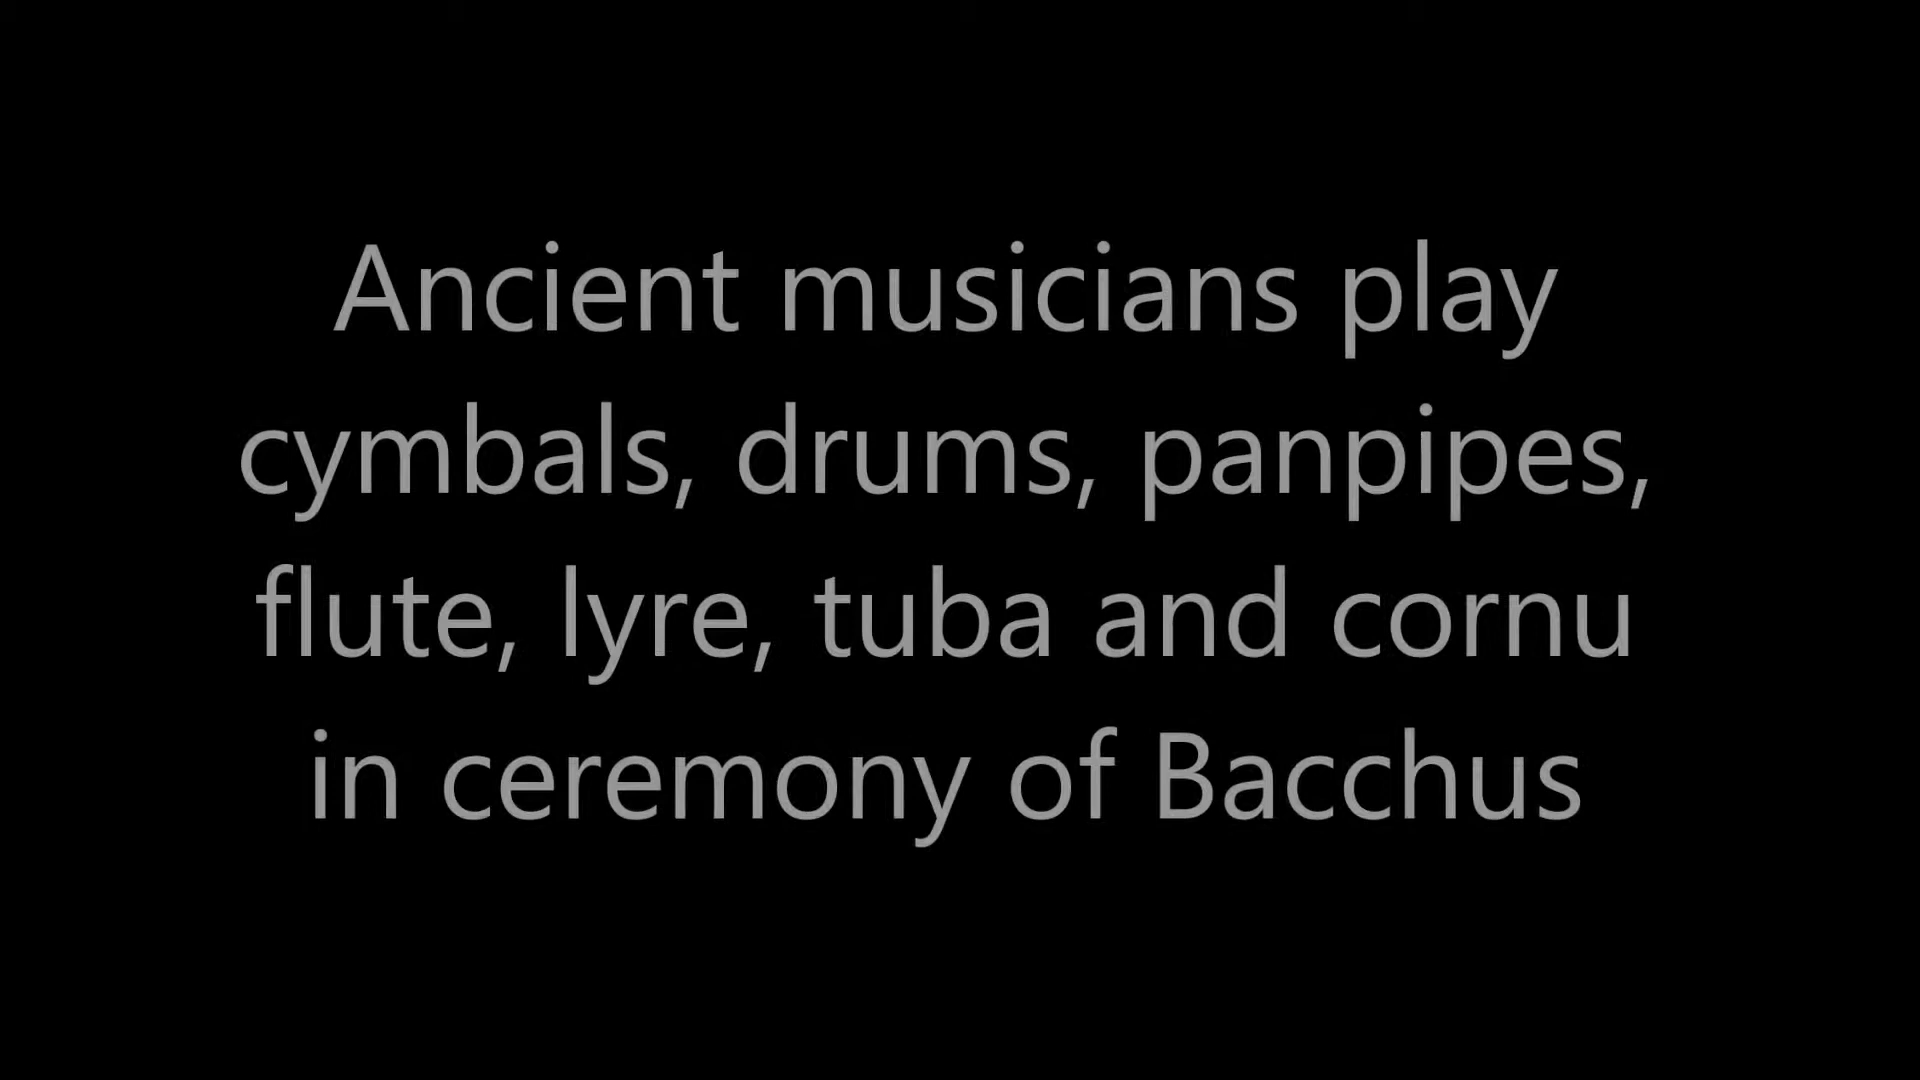 Ancient musicians play
cymbals, drums, panpipes,
flute, lyre, tuba and cornu
in ceremony of Bacchus